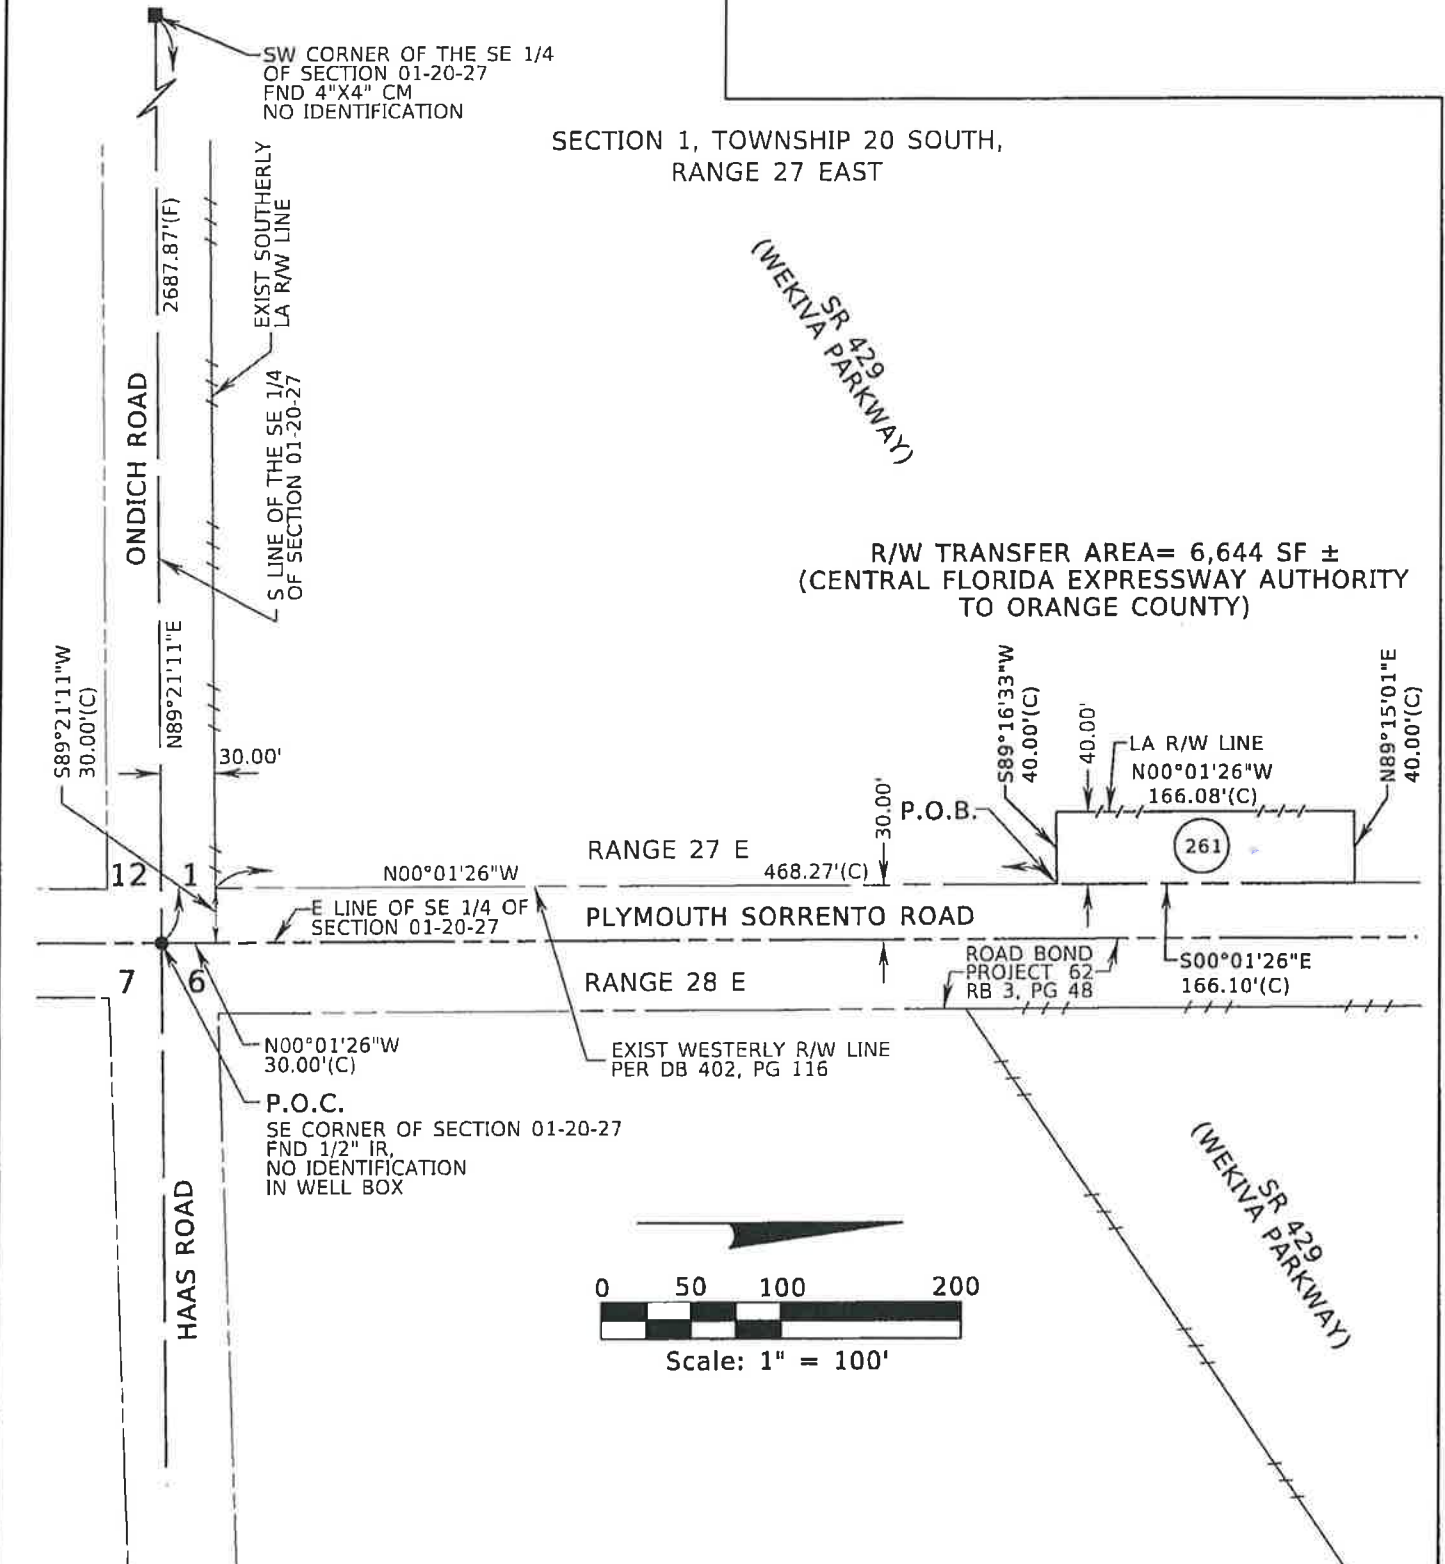 SW CORNER OF THE SE 1/4
OF SECTION 01-20-27
FND 4"X4" CM
NO IDENTIFICATION
SECTION 1, TOWNSHIP 20 SOUTH,
RANGE 27 EAST
2687.87'(F)
EXIST SOUTHERLY
LA R/W LINE
SR 429
(WEKIVA PARKWAY)
ONDICH ROAD
S LINE OF THE SE 1/4
OF SECTION 01-20-27
R/W TRANSFER AREA= 6,644 SF ±
(CENTRAL FLORIDA EXPRESSWAY AUTHORITY
TO ORANGE COUNTY)
S89°21'11"W
30.00'(C)
N89°21'11"E
30.00'
S89°16'33"W
40.00'(C)
40.00'
LA R/W LINE
N00°01'26"W
166.08'(C)
N89°15'01"E
40.00'(C)
30.00'
P.O.B.
261
12
1
N00°01'26"W
RANGE 27 E
468.27'(C)
E LINE OF SE 1/4 OF
SECTION 01-20-27
PLYMOUTH SORRENTO ROAD
7
6
RANGE 28 E
ROAD BOND
PROJECT 62
RB 3, PG 48
S00°01'26"E
166.10'(C)
N00°01'26"W
30.00'(C)
EXIST WESTERLY R/W LINE
PER DB 402, PG 116
P.O.C.
SE CORNER OF SECTION 01-20-27
FND 1/2" IR,
NO IDENTIFICATION
IN WELL BOX
HAAS ROAD
SR 429
(WEKIVA PARKWAY)
0 50 100 200
Scale: 1" = 100'